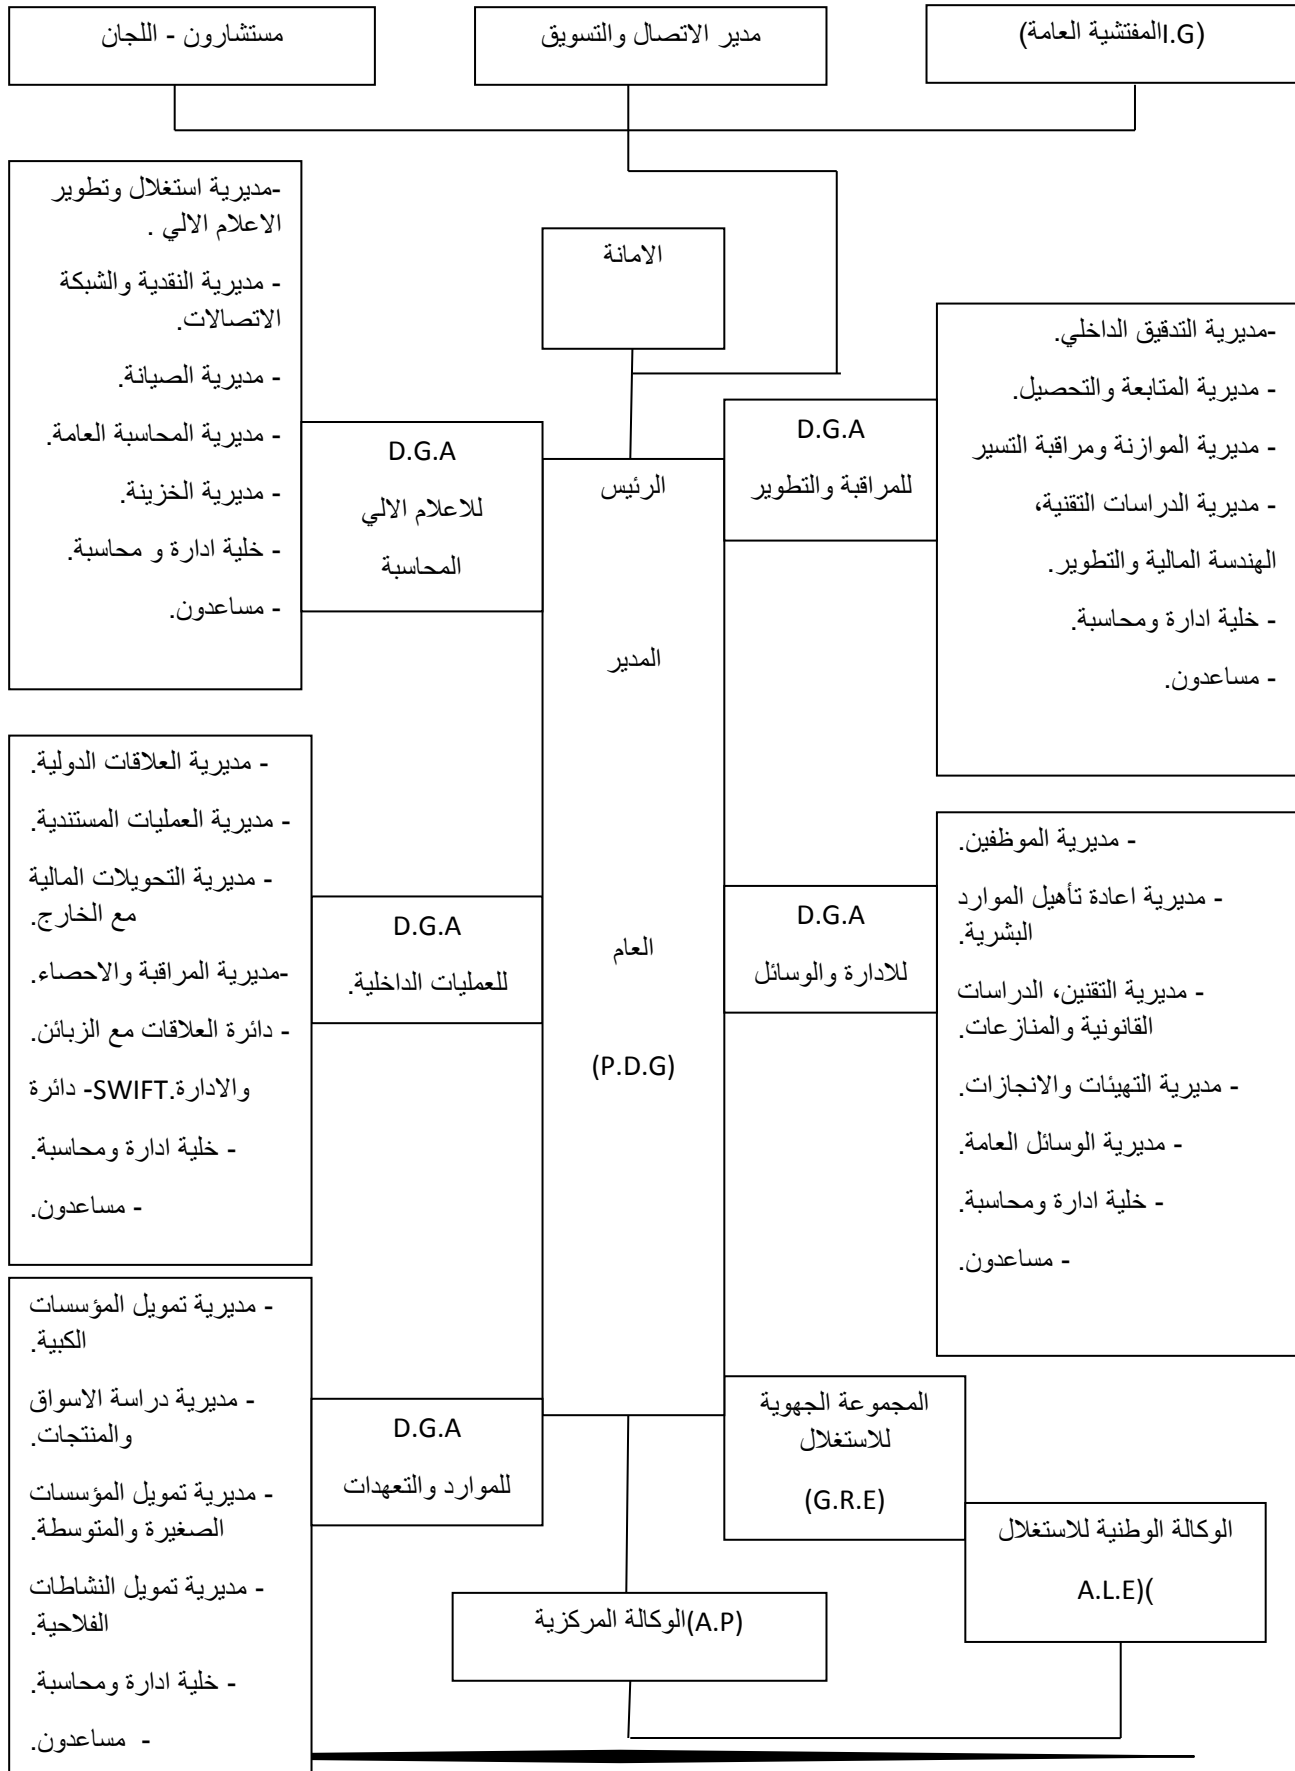 (I.Gالمفتشية العامة)
مدير الاتصال والتسويق
مستشارون - اللجان
-مديرية استغلال وتطوير
الاعلام الالي .
- مديرية النقدية والشبكة
الاتصالات.
- مديرية الصيانة.
- مديرية المحاسبة العامة.
- مديرية الخزينة.
- خلية ادارة و محاسبة.
- مساعدون.
الامانة
-مديرية التدقيق الداخلي.
- مديرية المتابعة والتحصيل.
- مديرية الموازنة ومراقبة التسير
- مديرية الدراسات التقنية،
الهندسة المالية والتطوير.
- خلية ادارة ومحاسبة.
- مساعدون.
D.G.A
للمراقبة والتطوير
D.G.A
للاعلام الالي
المحاسبة
الرئيس
المدير
العام
(P.D.G)
- مديرية العلاقات الدولية.
- مديرية العمليات المستندية.
- مديرية التحويلات المالية
مع الخارج.
-مديرية المراقبة والاحصاء.
- دائرة العلاقات مع الزبائن.
والادارة.SWIFT- دائرة
- خلية ادارة ومحاسبة.
- مساعدون.
D.G.A
للعمليات الداخلية.
D.G.A
للادارة والوسائل
- مديرية الموظفين.
- مديرية اعادة تأهيل الموارد
البشرية.
- مديرية التقنين، الدراسات
القانونية والمنازعات.
- مديرية التهيئات والانجازات.
- مديرية الوسائل العامة.
- خلية ادارة ومحاسبة.
- مساعدون.
- مديرية تمويل المؤسسات
الكبية.
- مديرية دراسة الاسواق
والمنتجات.
- مديرية تمويل المؤسسات
الصغيرة والمتوسطة.
- مديرية تمويل النشاطات
الفلاحية.
- خلية ادارة ومحاسبة.
- مساعدون.
D.G.A
للموارد والتعهدات
المجموعة الجهوية
للاستغلال
(G.R.E)
الوكالة الوطنية للاستغلال
A.L.E)(
(A.P)الوكالة المركزية